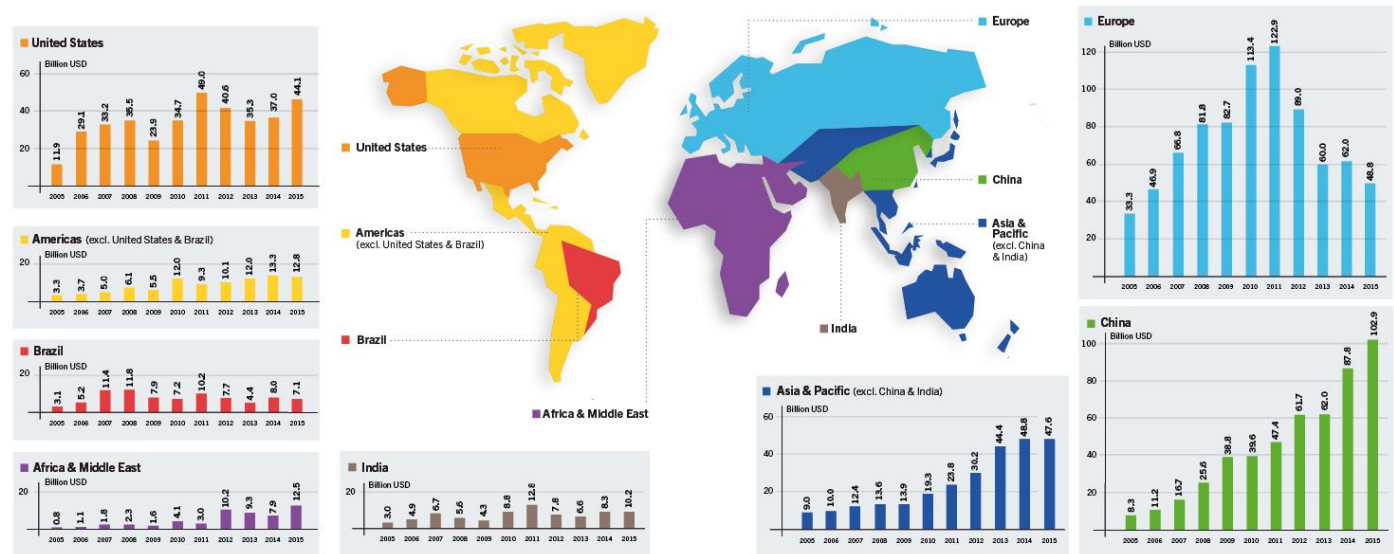 United States
Billion USD
60
40
20
11.9 29.1 33.2 35.5 23.9 34.7 49.0 40.6 35.3 37.0 44.1
2005 2006 2007 2008 2009 2010 2011 2012 2013 2014 2015
Americas (excl. United States & Brazil)
Billion USD
20
3.3 3.7 5.0 6.1 5.5 12.0 9.3 10.1 12.0 13.3 12.8
2005 2006 2007 2008 2009 2010 2011 2012 2013 2014 2015
Brazil
Billion USD
20
3.1 5.2 11.4 11.8 7.9 7.2 10.2 7.7 4.4 8.0 7.1
2005 2006 2007 2008 2009 2010 2011 2012 2013 2014 2015
Africa & Middle East
Billion USD
20
0.8 1.1 1.8 2.3 1.6 4.1 3.0 10.2 9.3 7.9 12.5
2005 2006 2007 2008 2009 2010 2011 2012 2013 2014 2015
United States
Americas
(excl. United States & Brazil)
Brazil
Africa & Middle East
Europe
China
Asia &
Pacific
(excl. China
& India)
India
India
Billion USD
20
3.0 4.9 6.7 5.6 4.3 8.8 12.8 7.8 6.6 8.3 10.2
2005 2006 2007 2008 2009 2010 2011 2012 2013 2014 2015
Asia & Pacific (excl. China & India)
Billion USD
60
40
20
9.0 10.0 12.4 13.6 13.9 19.3 23.8 30.2 44.4 48.8 47.6
2005 2006 2007 2008 2009 2010 2011 2012 2013 2014 2015
Europe
Billion USD
120
100
80
60
40
20
33.3 46.9 66.8 81.8 82.7 113.4 122.9 89.0 60.0 62.0 48.8
2005 2006 2007 2008 2009 2010 2011 2012 2013 2014 2015
China
Billion USD
100
80
60
40
20
8.3 11.2 16.7 25.6 38.8 39.6 47.4 61.7 62.0 87.8 102.9
2005 2006 2007 2008 2009 2010 2011 2012 2013 2014 2015